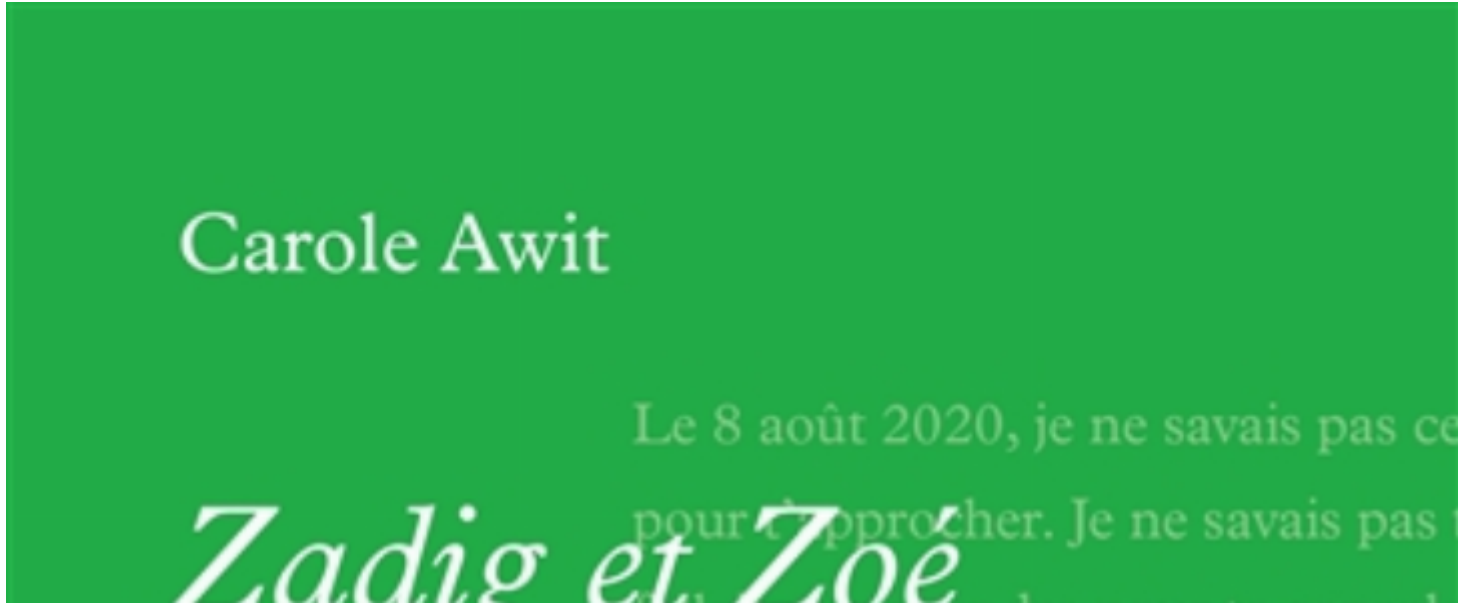 Carole Awit
Le 8 août 2020, je ne savais pas ce
pour t'approcher. Je ne savais pas
Zadig et Zoé